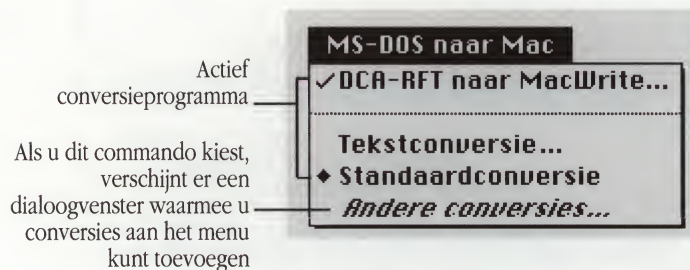 Actief
conversieprogramma
Als u dit commando kiest,
verschijnt er een
dialoogvenster waarmee u
conversies aan het menu
kunt toevoegen
MS-DOS naar Mac
✓DCA-RFT naar MacWrite...
Tekstconversie...
◆ Standaardconversie
Andere conversies...